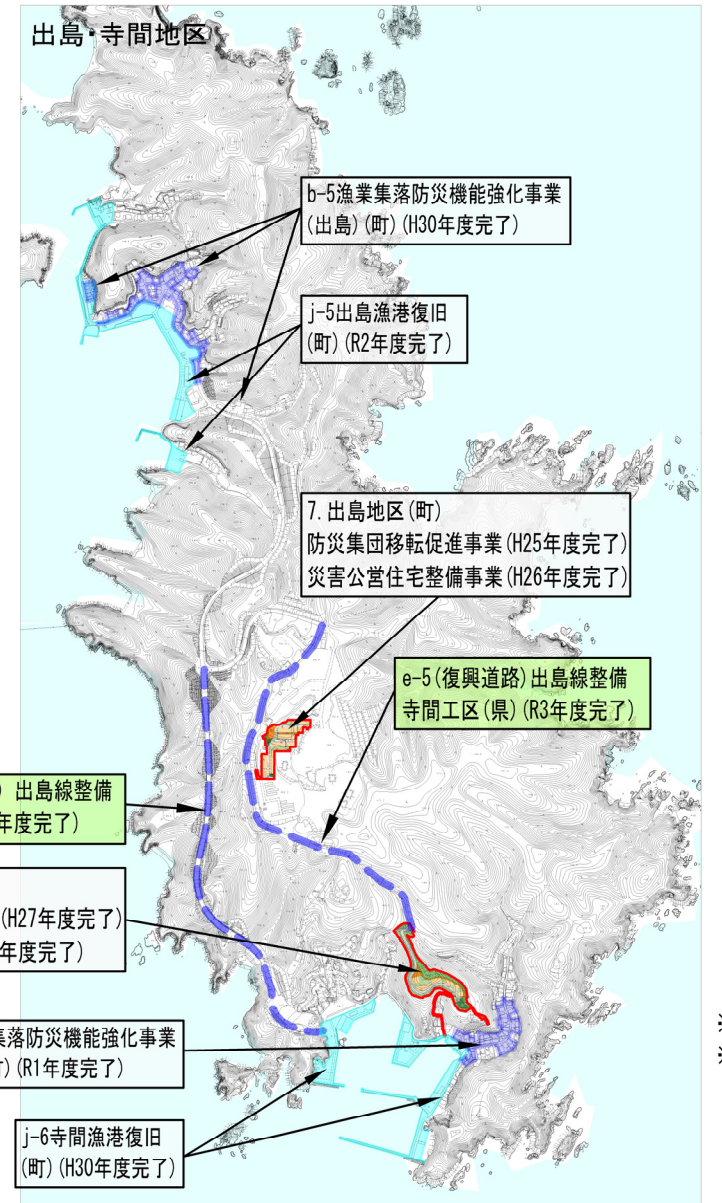 出島・寺間地区
b-5漁業集落防災機能強化事業
(出島)(町)(H30年度完了)
j-5出島漁港復旧
(町)(R2年度完了)
7.出島地区(町)
防災集団移転促進事業(H25年度完了)
災害公営住宅整備事業(H26年度完了)
e-5(復興道路)出島線整備
寺間工区(県)(R3年度完了)
) 出島線整備
年度完了)
(H27年度完了)
年度完了)
集落防災機能強化事業
)(R1年度完了)
j-6寺間漁港復旧
(町)(H30年度完了)
※
※